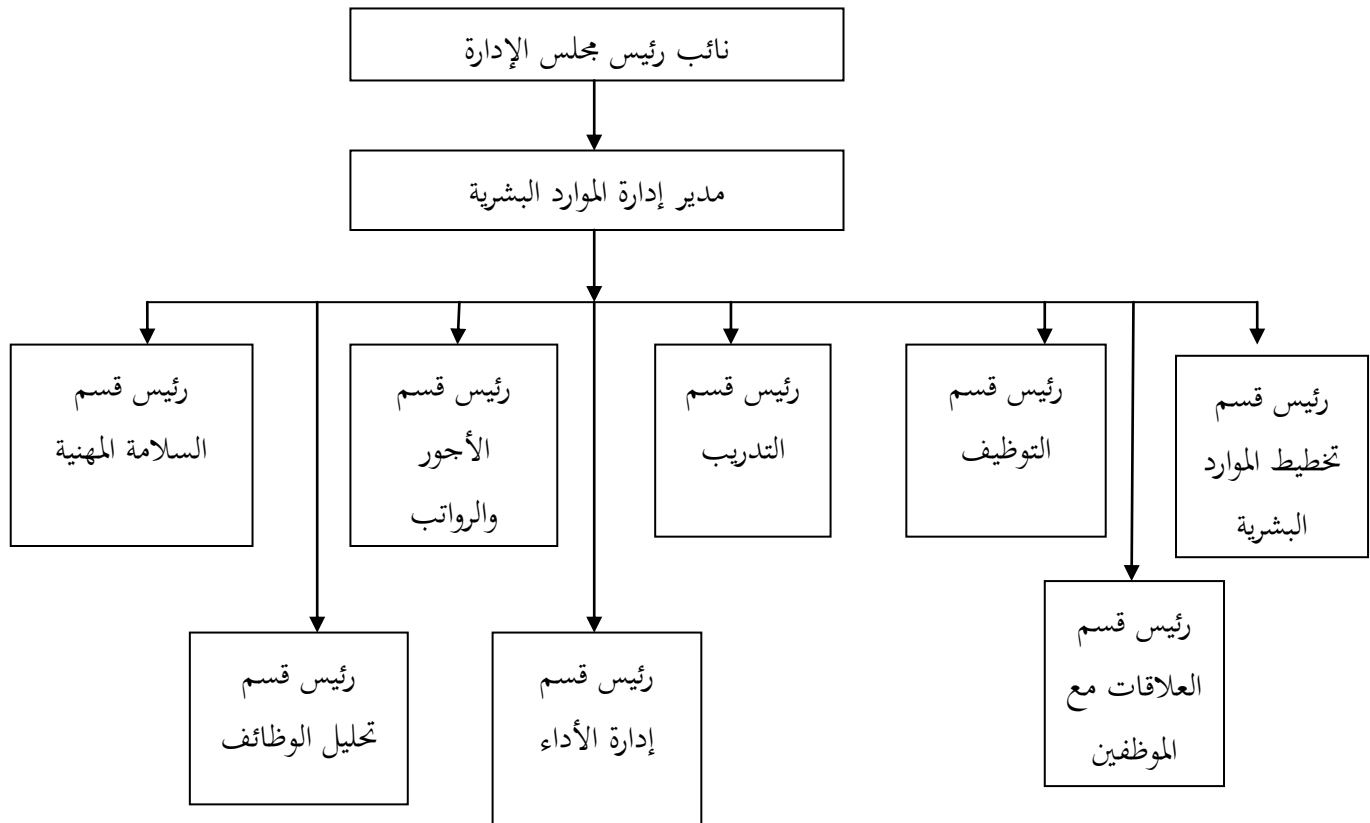 نائب رئيس مجلس الإدارة
مدير إدارة الموارد البشرية
رئيس قسم
تخطيط الموارد
البشرية
رئيس قسم
التوظيف
رئيس قسم
التدريب
رئيس قسم
الأجور
والرواتب
رئيس قسم
السلامة المهنية
رئيس قسم
العلاقات مع
الموظفين
رئيس قسم
إدارة الأداء
رئيس قسم
تحليل الوظائف